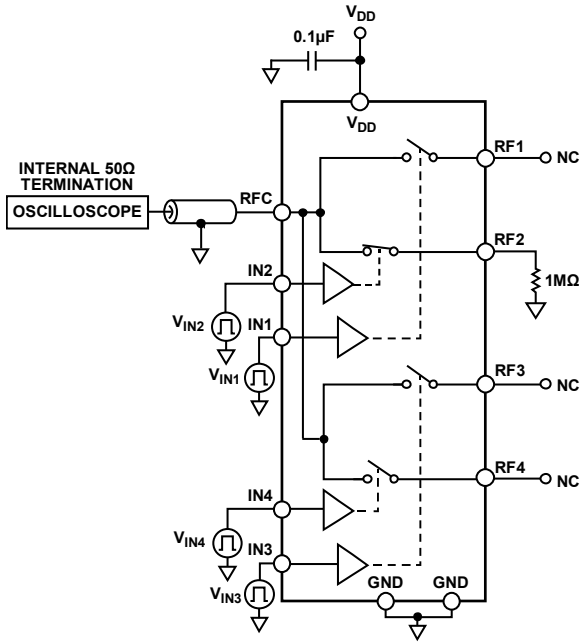 VDD
0.1µF
VDD
RF1
NC
INTERNAL 50Ω
TERMINATION
OSCILLOSCOPE
RFC
RF2
1MΩ
IN2
VIN2
IN1
VIN1
RF3
NC
RF4
NC
IN4
VIN4
IN3
VIN3
GND
GND